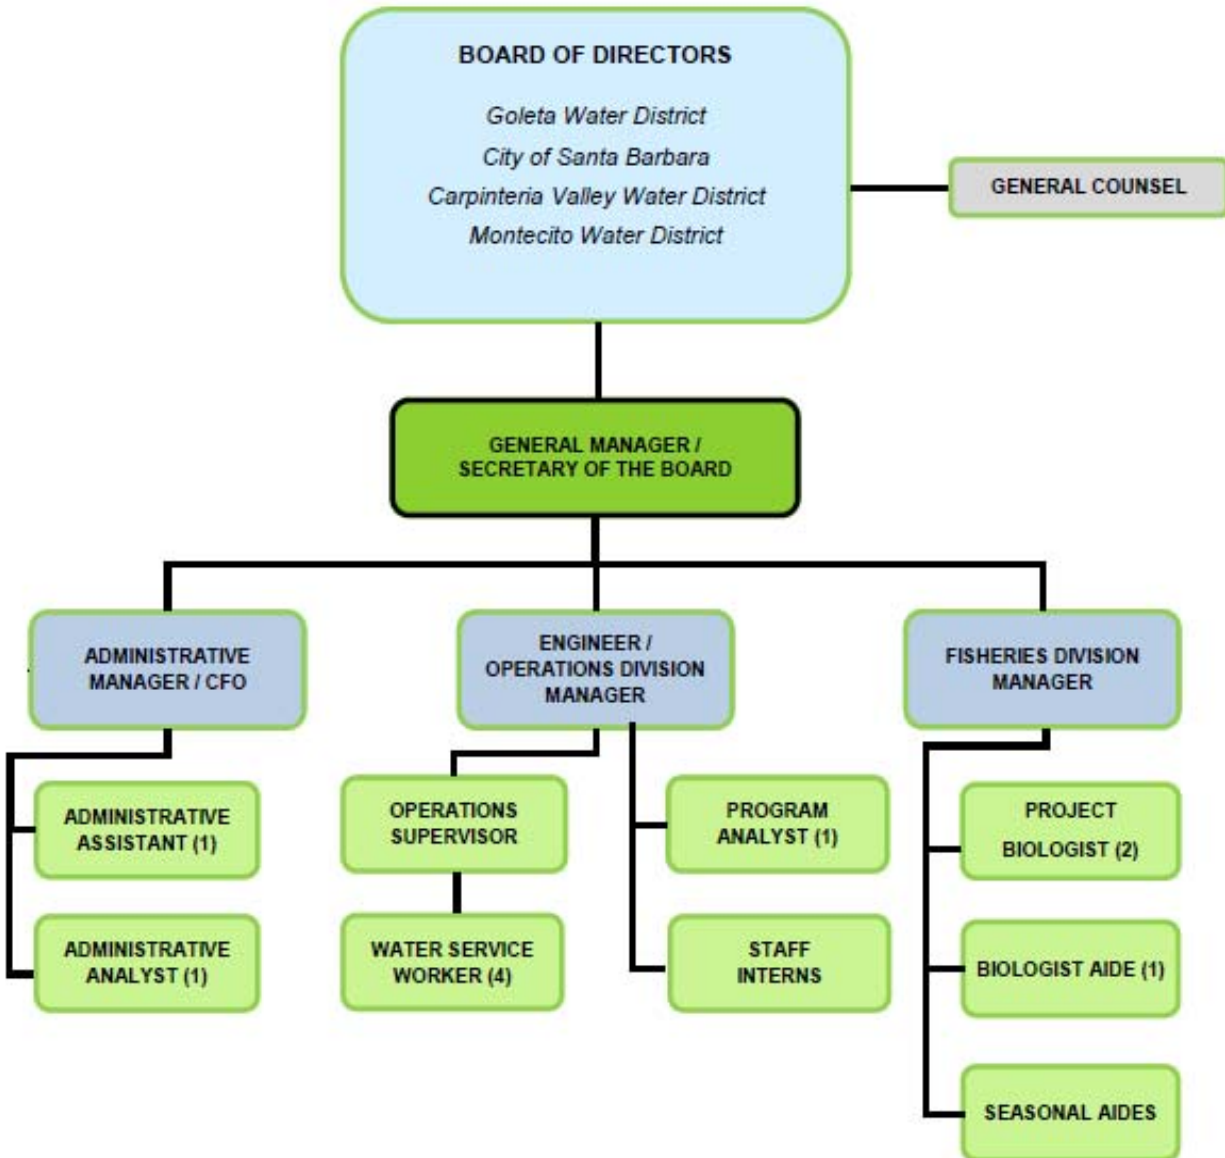 BOARD OF DIRECTORS
Goleta Water District
City of Santa Barbara
Carpinteria Valley Water District
Montecito Water District
GENERAL COUNSEL
GENERAL MANAGER /
SECRETARY OF THE BOARD
ADMINISTRATIVE
MANAGER / CFO
ENGINEER /
OPERATIONS DIVISION
MANAGER
FISHERIES DIVISION
MANAGER
ADMINISTRATIVE
ASSISTANT (1)
ADMINISTRATIVE
ANALYST (1)
OPERATIONS
SUPERVISOR
WATER SERVICE
WORKER (4)
PROGRAM
ANALYST (1)
STAFF
INTERNS
PROJECT
BIOLOGIST (2)
BIOLOGIST AIDE (1)
SEASONAL AIDES